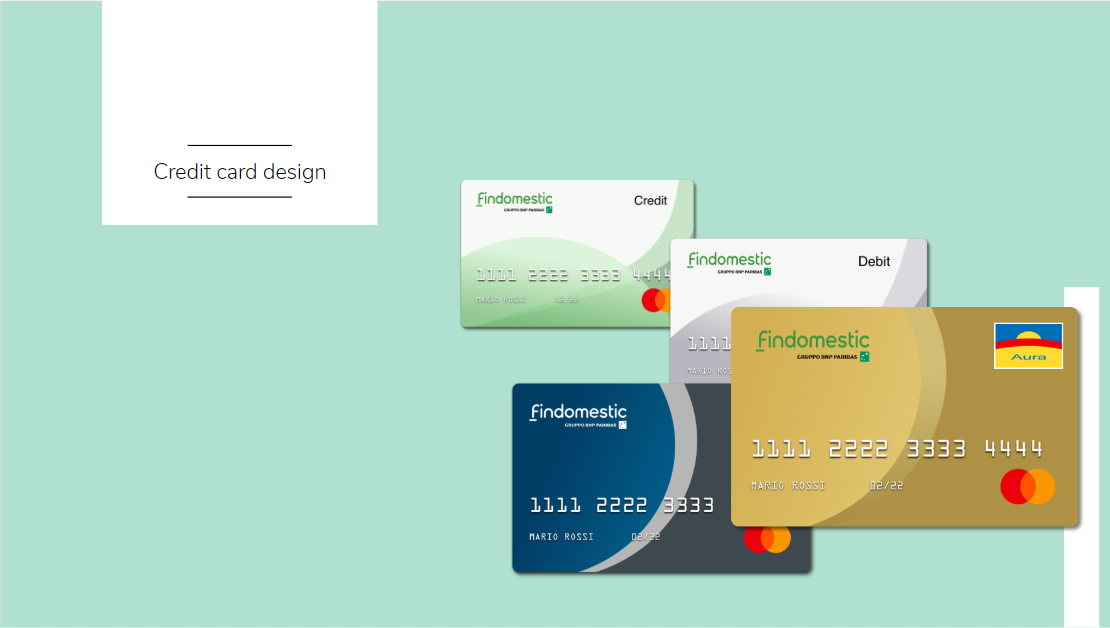 Credit card design
Findomestic
GRUPPO BNP PARIBAS
Credit
1111 2222 3333 4444
MARIO ROSSI 02/22
Findomestic
GRUPPO BNP PARIBAS
Debit
1111
MARIO ROS
Findomestic
GRUPPO BNP PARIBAS
Aura
1111 2222 3333 4444
MARIO ROSSI 02/22
Findomestic
GRUPPO BNP PARIBAS
1111 2222 3333
MARIO ROSSI 02/22